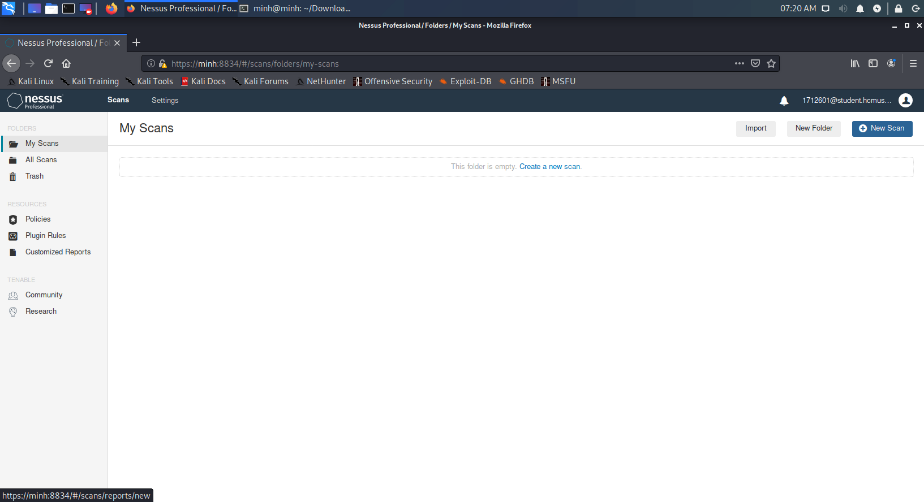 Nessus Professional / Fo...
minh@minh: ~/Downloa...
07:20 AM
Nessus Professional / Folders / My Scans - Mozilla Firefox
Nessus Professional / Fo
https://minh:8834/#/scans/folders/my-scans
Kali Linux
Kali Training
Kali Tools
Kali Docs
Kali Forums
NetHunter
Offensive Security
Exploit-DB
GHDB
MSFU
nessus
Professional
Scans
Settings
1712601@student.hcmus...
FOLDERS
My Scans
All Scans
Trash
RESOURCES
Policies
Plugin Rules
Customized Reports
TENABLE
Community
Research
My Scans
Import
New Folder
New Scan
This folder is empty. Create a new scan.
https://minh:8834/#/scans/reports/new